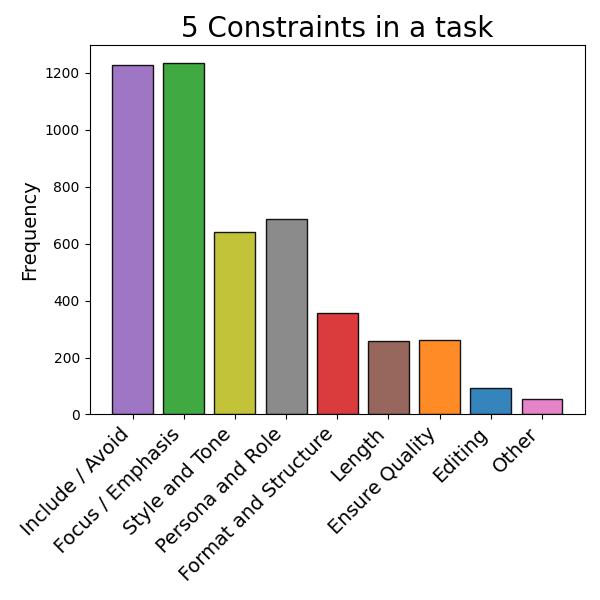 5 Constraints in a task
Frequency
1200
1000
800
600
400
200
0
Include / Avoid
Focus / Emphasis
Style and Tone
Persona and Role
Format and Structure
Length
Ensure Quality
Editing
Other